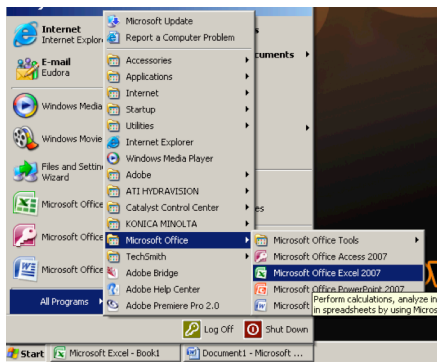 Internet
Internet Explor
E-mail
Eudora
Windows Media
Windows Movie
Files and Settin
Wizard
Microsoft Office
Microsoft Office
Microsoft Office
All Programs
Microsoft Update
Report a Computer Problem
Accessories
Applications
Internet
Startup
Utilities
Internet Explorer
Windows Media Player
Adobe
ATI HYDRAVISION
Catalyst Control Center
KONICA MINOLTA
Microsoft Office
TechSmith
Adobe Bridge
Adobe Help Center
Adobe Premiere Pro 2.0
s
cuments
es
Microsoft Office Tools
Microsoft Office Access 2007
Microsoft Office Excel 2007
Microsoft Office PowerPoint 2007
Microsoft
Perform calculations, analyze in
in spreadsheets by using Micros
Log Off
Shut Down
Start
Microsoft Excel - Book1
Document1 - Microsoft ...